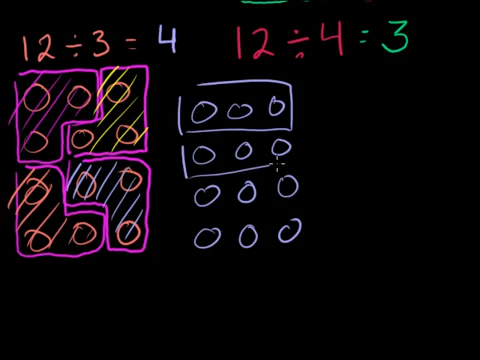 12 ÷ 3 = 4
12 ÷ 4 = 3